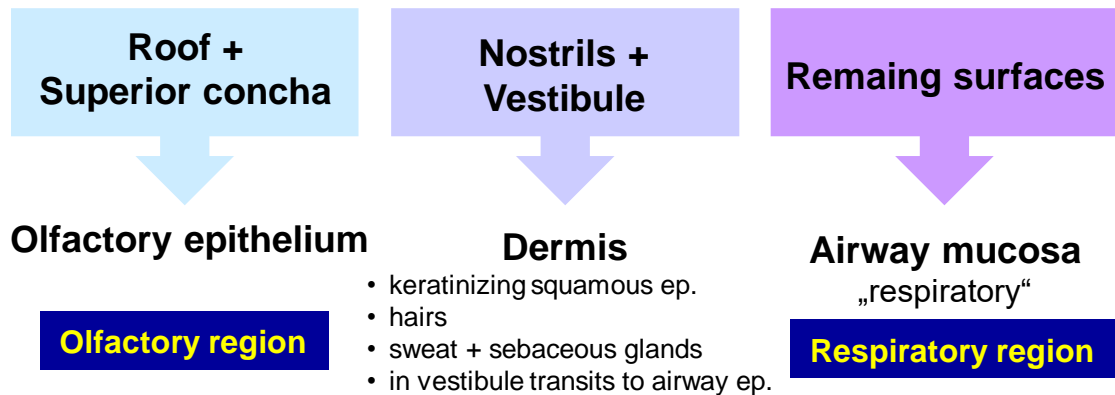 Roof +
Superior concha
Olfactory epithelium
Olfactory region
Nostrils +
Vestibule
Dermis
• keratinizing squamous ep.
• hairs
• sweat + sebaceous glands
• in vestibule transits to airway ep.
Remaing surfaces
Airway mucosa
„respiratory“
Respiratory region